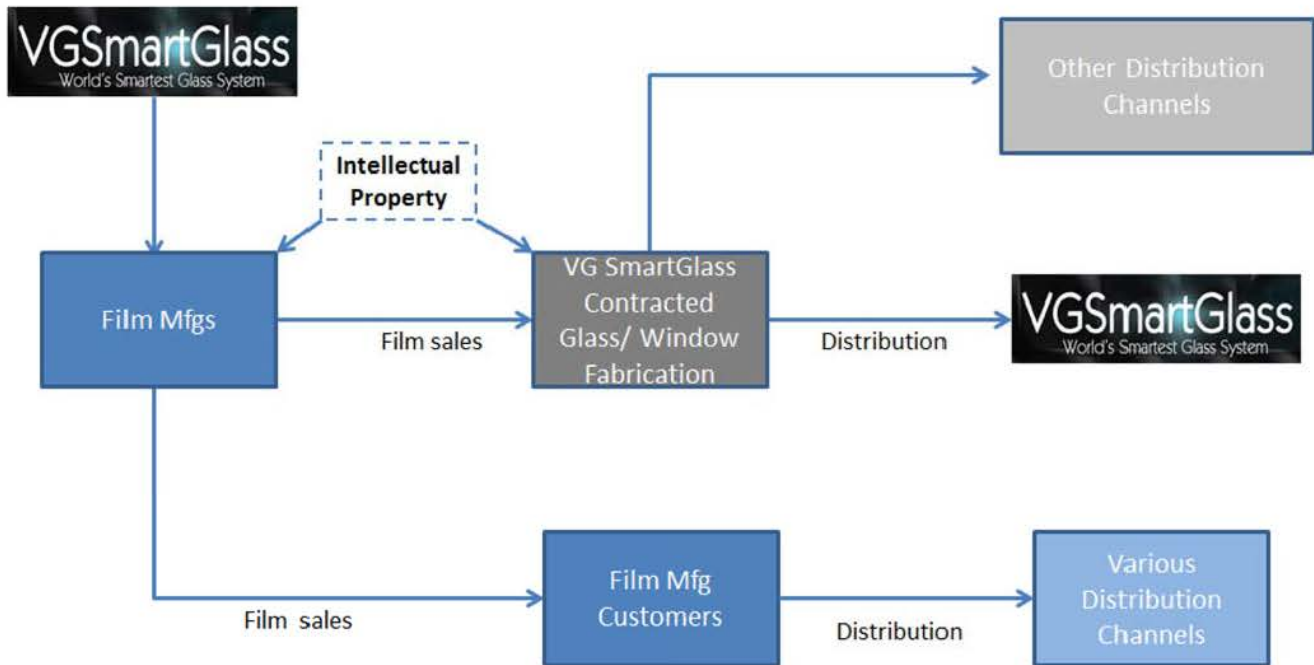 VGSmartGlass
World's Smartest Glass System
Other Distribution
Channels
Intellectual
Property
Film Mfgs
Film sales
VG SmartGlass
Contracted
Glass/ Window
Fabrication
Distribution
VGSmartGlass
World's Smartest Glass System
Film sales
Film Mfg
Customers
Distribution
Various
Distribution
Channels